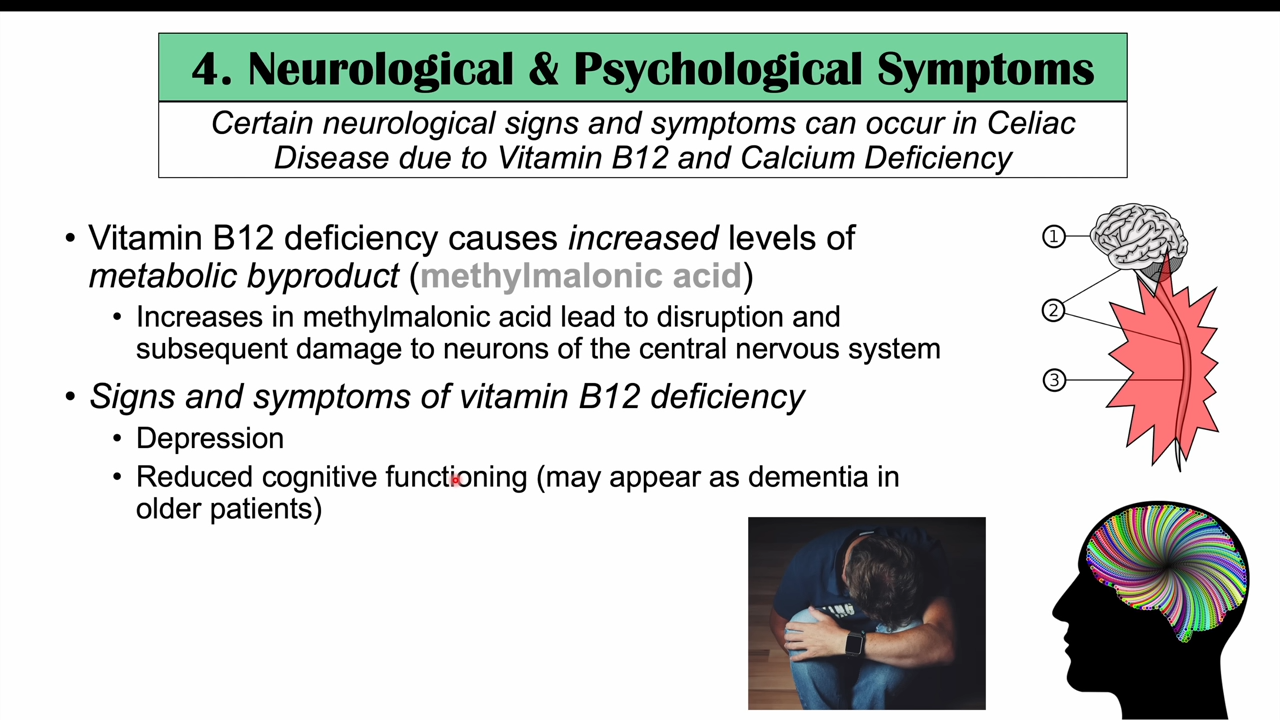 4. Neurological & Psychological Symptoms
Certain neurological signs and symptoms can occur in Celiac
Disease due to Vitamin B12 and Calcium Deficiency
• Vitamin B12 deficiency causes increased levels of
metabolic byproduct (methylmalonic acid)
• Increases in methylmalonic acid lead to disruption and
subsequent damage to neurons of the central nervous system
• Signs and symptoms of vitamin B12 deficiency
• Depression
• Reduced cognitive functioning (may appear as dementia in
older patients)
1
2
3